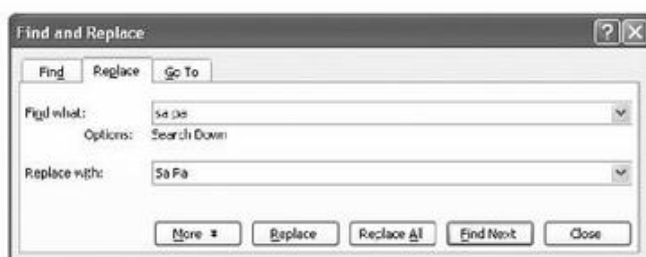 Find and Replace
Find Replace Go To
Find what: sa pa
Options: Search Down
Replace with: Sa Pa
More Replace Replace All Find Next Close